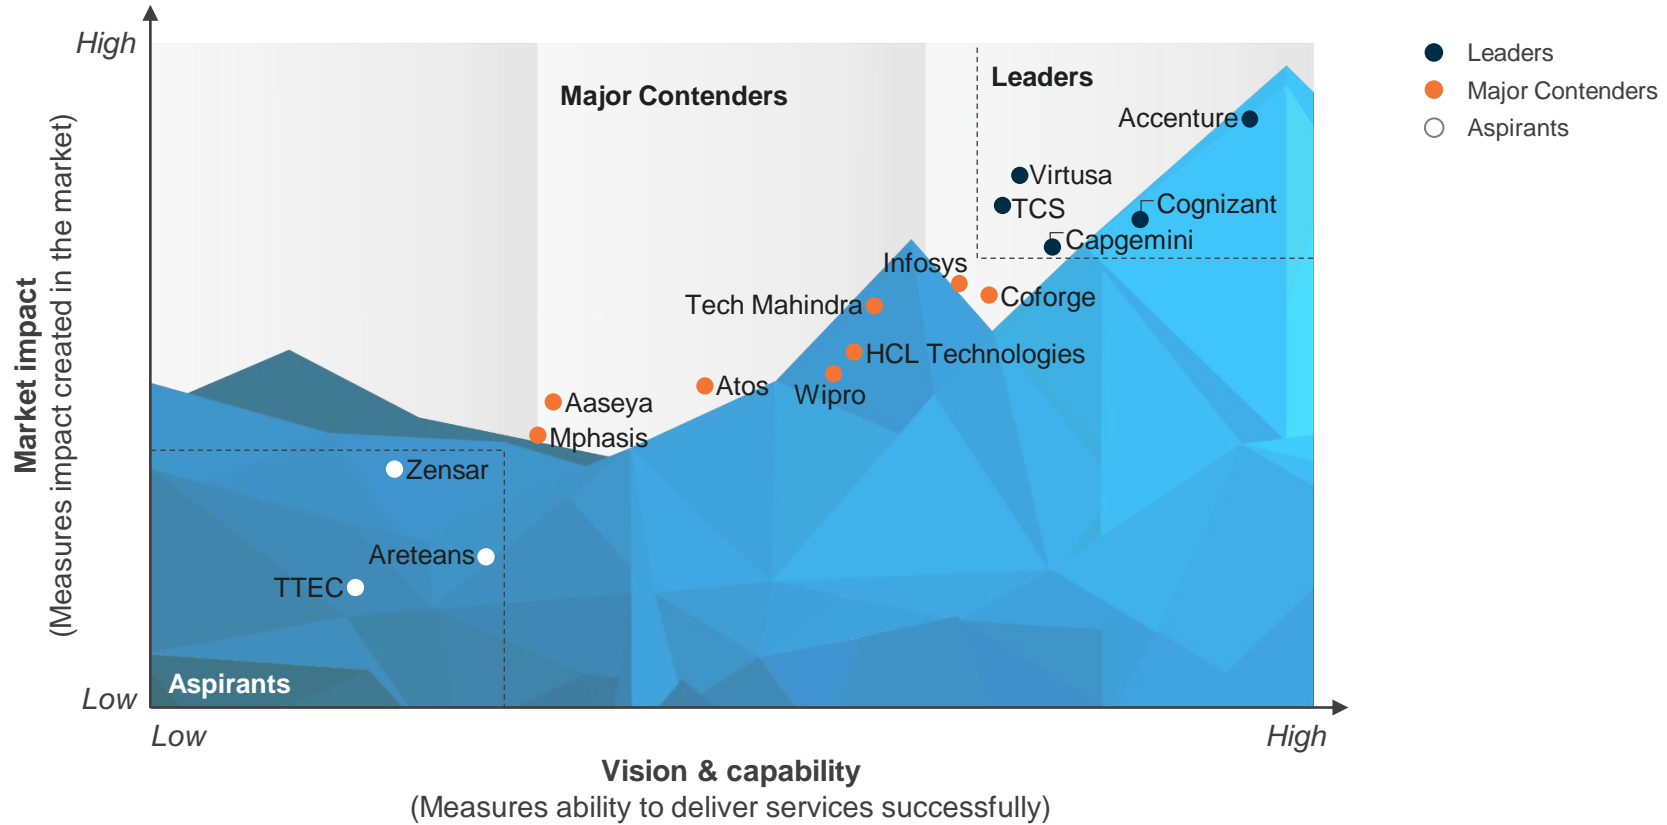 High
Major Contenders
Leaders
Accenture
Virtusa
TCS
Cognizant
Capgemini
Infosys
Coforge
Tech Mahindra
HCL Technologies
Wipro
Atos
Aaseya
Mphasis
Zensar
Areteans
TTEC
Aspirants
Low
Low
High
Market impact
(Measures impact created in the market)
Vision & capability
(Measures ability to deliver services successfully)
Leaders
Major Contenders
Aspirants